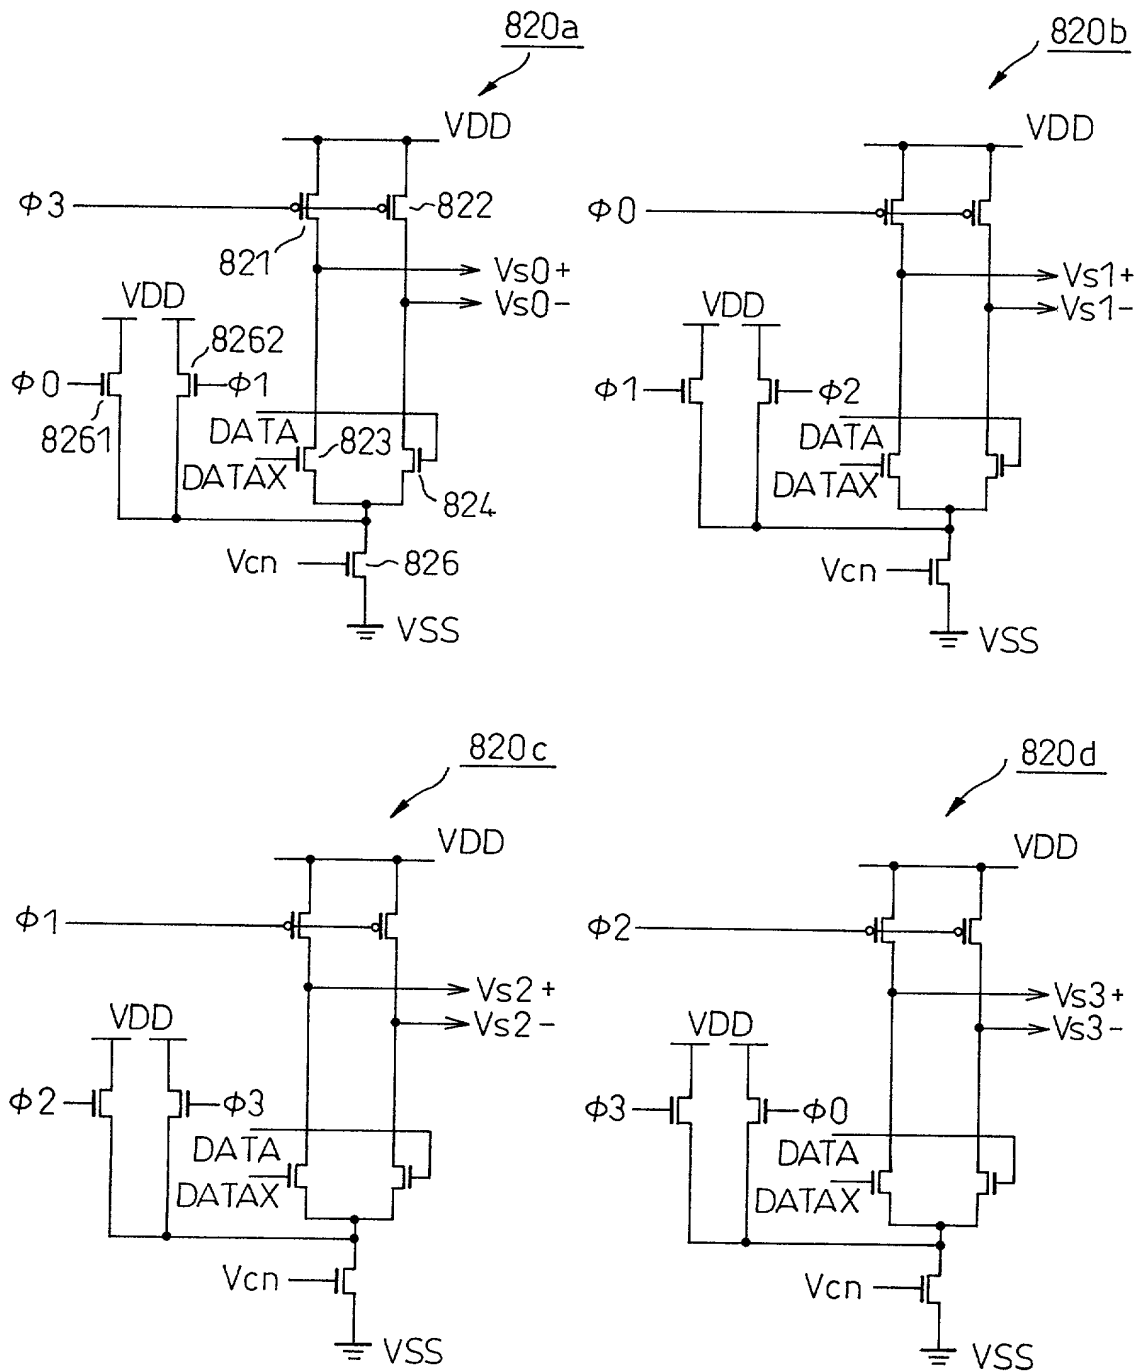 820a
VDD
ϕ3
822
821
Vs0+
Vs0-
VDD
8262
ϕ0
ϕ1
8261
DATA
823
DATAX
824
Vcn
826
VSS
820b
VDD
ϕ0
Vs1+
Vs1-
VDD
ϕ1
ϕ2
DATA
DATAX
Vcn
VSS
820c
VDD
ϕ1
Vs2+
Vs2-
VDD
ϕ2
ϕ3
DATA
DATAX
Vcn
VSS
820d
VDD
ϕ2
Vs3+
Vs3-
VDD
ϕ3
ϕ0
DATA
DATAX
Vcn
VSS